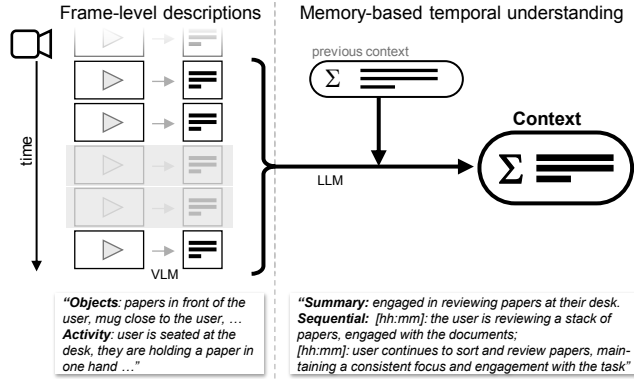 Frame-level descriptions
Memory-based temporal understanding
time
VLM
previous context
Σ
LLM
Context
Σ
“Objects: papers in front of the
user, mug close to the user, …
Activity: user is seated at the
desk, they are holding a paper in
one hand …”
“Summary: engaged in reviewing papers at their desk.
Sequential: [hh:mm]: the user is reviewing a stack of
papers, engaged with the documents;
[hh:mm]: user continues to sort and review papers, main-
taining a consistent focus and engagement with the task”